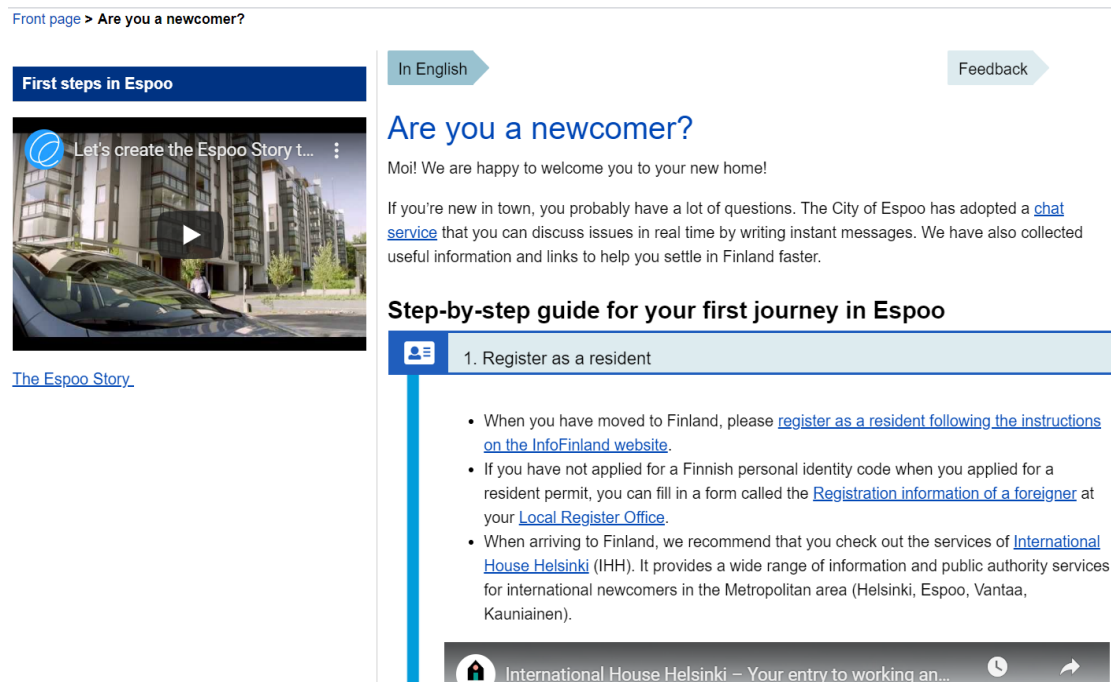 Front page > Are you a newcomer?
First steps in Espoo
Let's create the Espoo Story t...
The Espoo Story
In English
Feedback
Are you a newcomer?
Moi! We are happy to welcome you to your new home!
If you're new in town, you probably have a lot of questions. The City of Espoo has adopted a chat
service that you can discuss issues in real time by writing instant messages. We have also collected
useful information and links to help you settle in Finland faster.
Step-by-step guide for your first journey in Espoo
1. Register as a resident
• When you have moved to Finland, please register as a resident following the instructions
on the InfoFinland website.
• If you have not applied for a Finnish personal identity code when you applied for a
resident permit, you can fill in a form called the Registration information of a foreigner at
your Local Register Office.
• When arriving to Finland, we recommend that you check out the services of International
House Helsinki (IHH). It provides a wide range of information and public authority services
for international newcomers in the Metropolitan area (Helsinki, Espoo, Vantaa,
Kauniainen).
International House Helsinki – Your entry to working an...